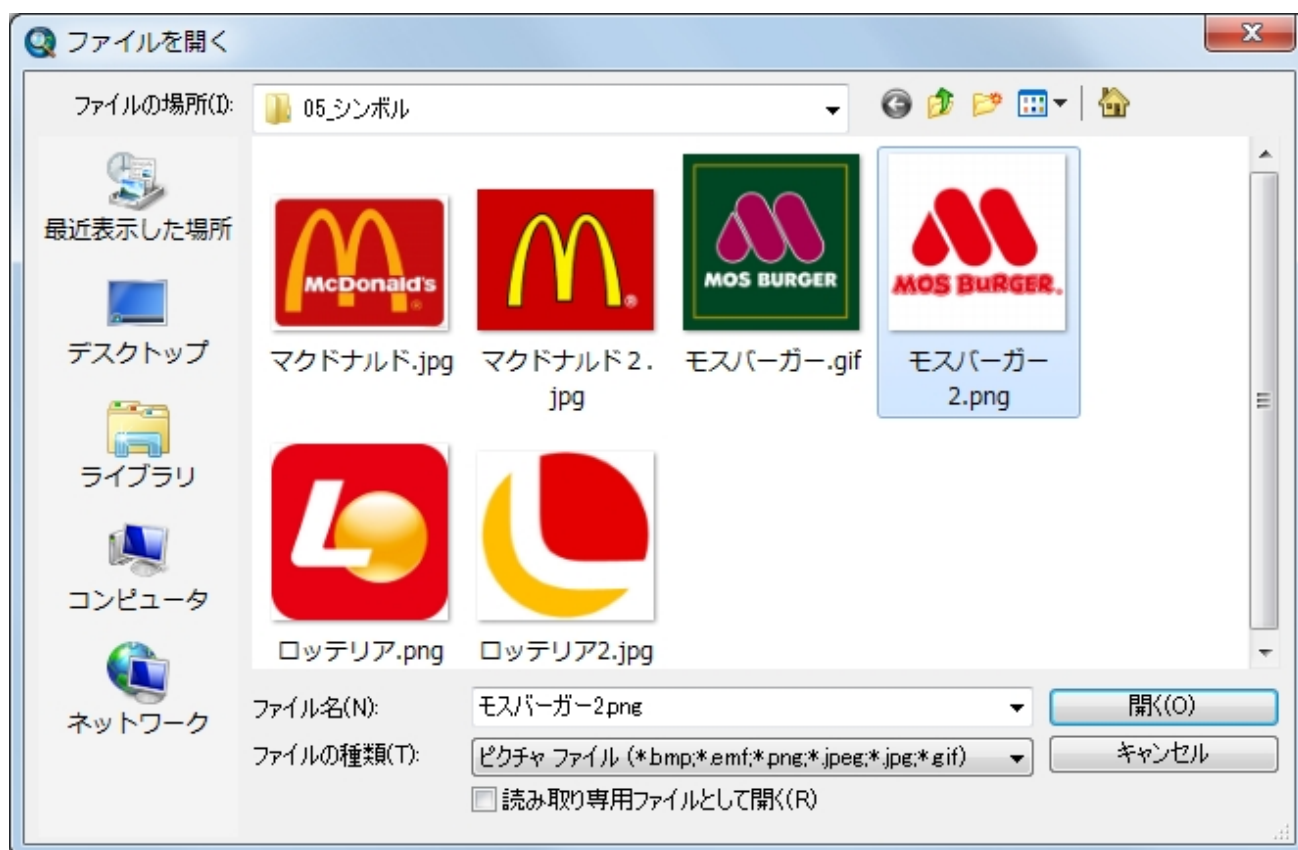 ファイルを開く
ファイルの場所(I):
05_シンボル
最近表示した場所
デスクトップ
ライブラリ
コンピュータ
ネットワーク
McDonald's
®
マクドナルド.jpg
®
マクドナルド２.
jpg
MOS BURGER
モスバーガー.gif
MOS BURGER.
モスバーガー
2.png
ロッテリア.png
ロッテリア2.jpg
ファイル名(N):
モスバーガー2.png
開く(O)
ファイルの種類(T):
ピクチャ ファイル (*.bmp;*.emf;*.png;*.jpeg;*.jpg;*.gif)
キャンセル
読み取り専用ファイルとして開く(R)